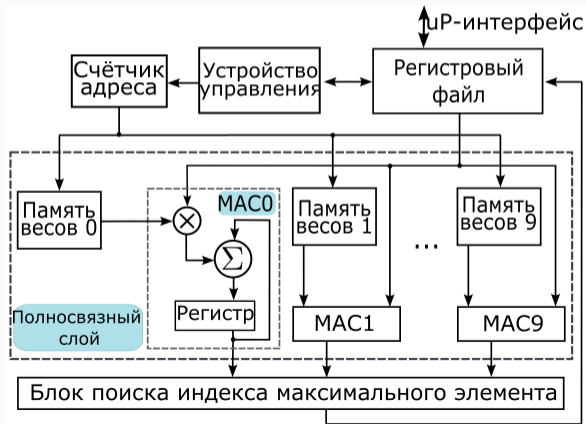 uP-интерфейс
Счётчик
адреса
Устройство
управления
Регистровый
файл
Память
весов 0
MAC0
Σ
Регистр
Память
весов 1
...
Память
весов 9
MAC1
MAC9
Полносвязный
слой
Блок поиска индекса максимального элемента